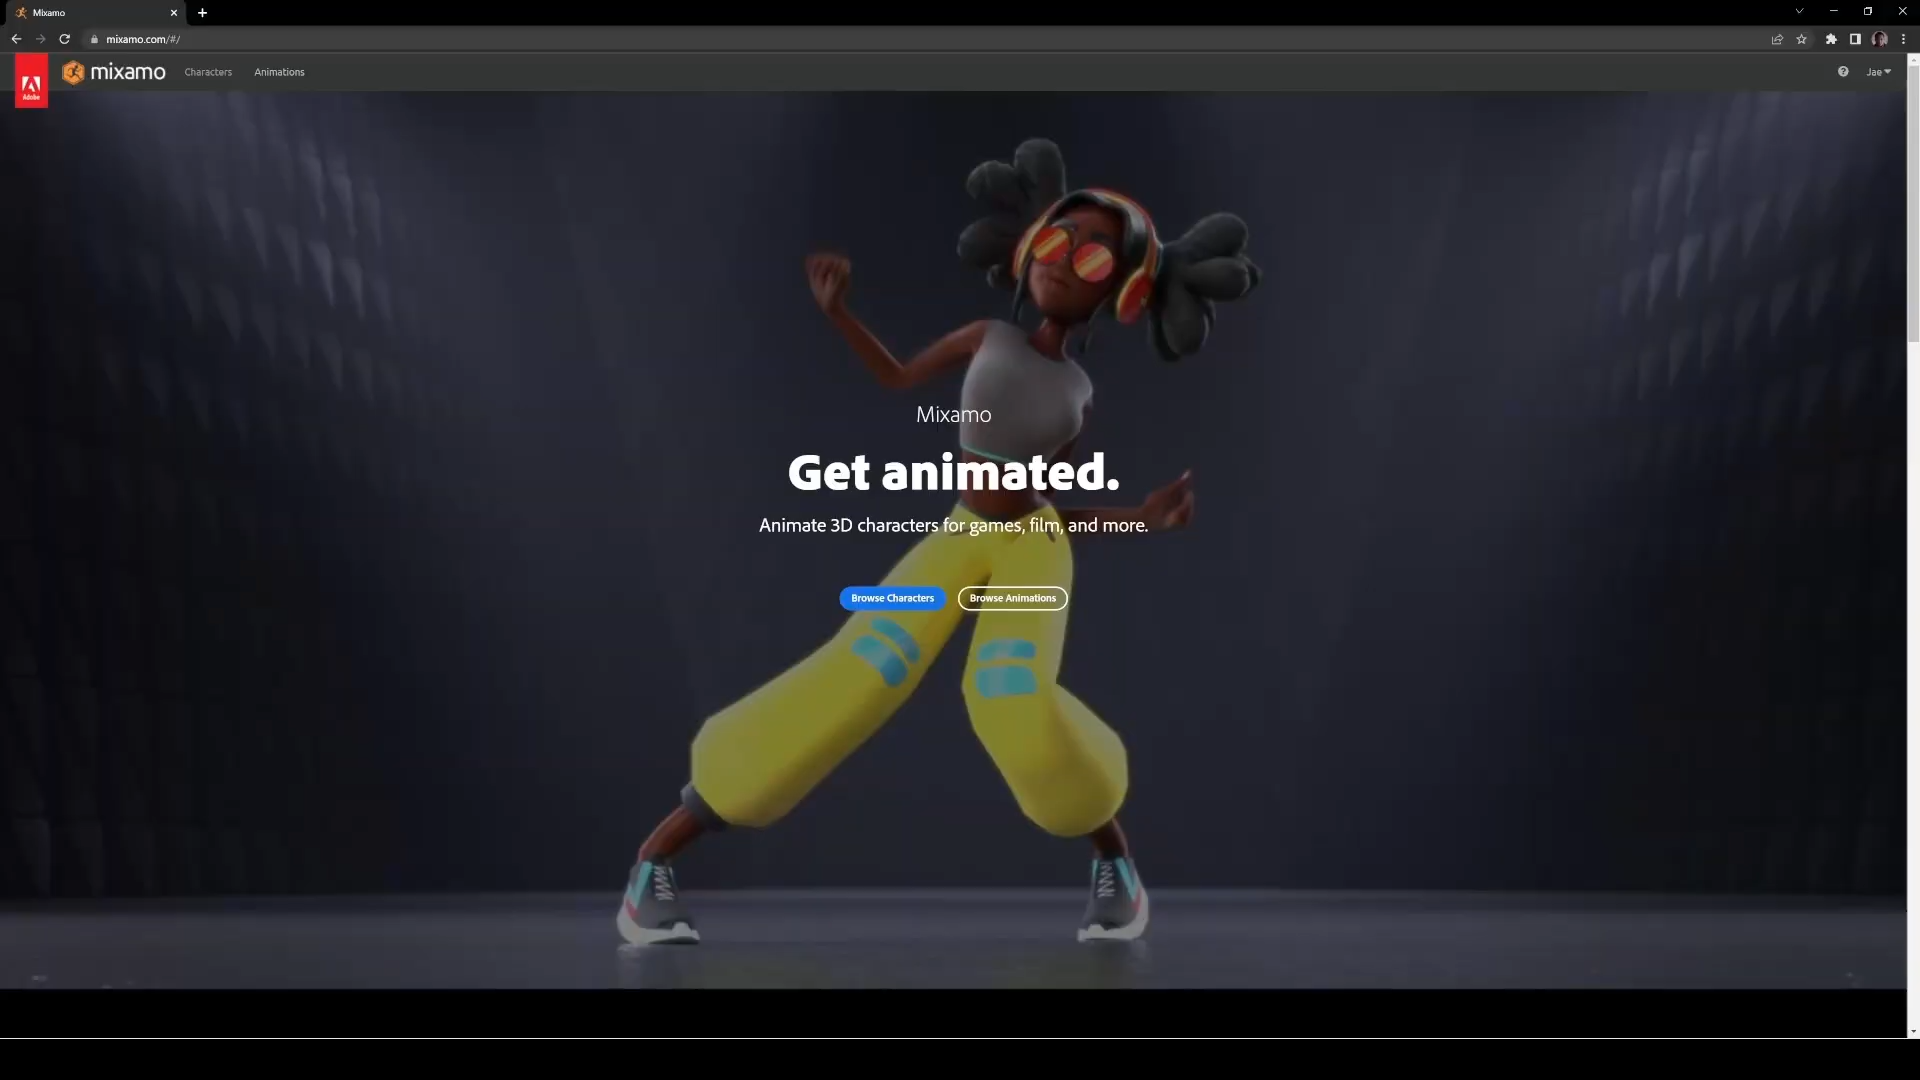 Mixamo
mixamo.com/#/
Adobe
mixamo
Characters
Animations
Jae
Mixamo
Get animated.
Animate 3D characters for games, film, and more.
Browse Characters
Browse Animations